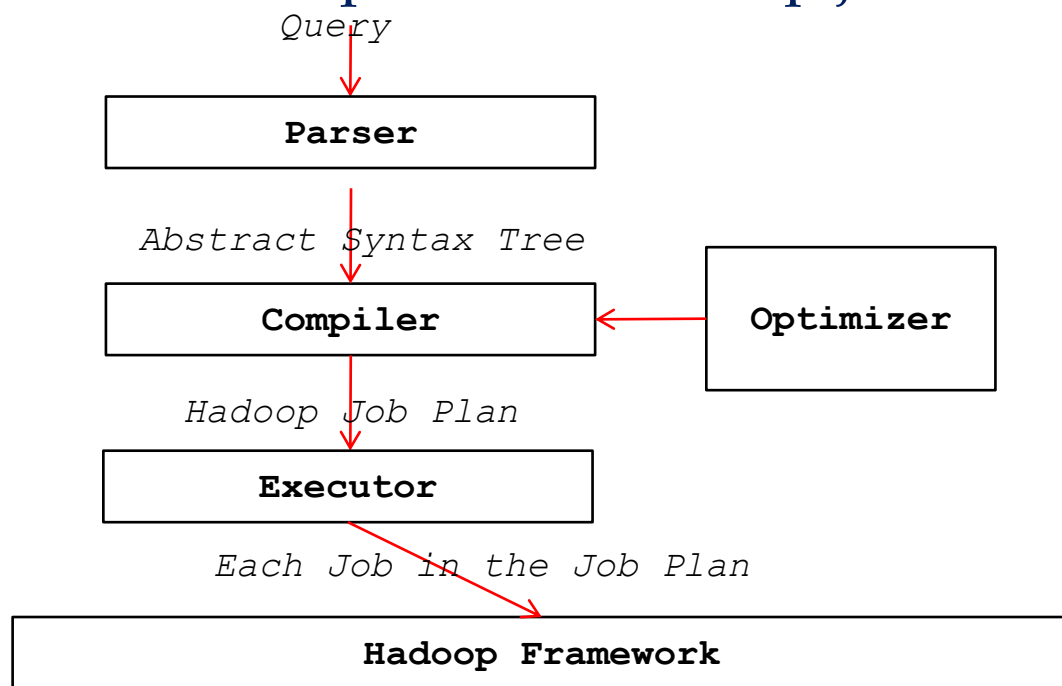 Query
Parser
Abstract Syntax Tree
Compiler
Optimizer
Hadoop Job Plan
Executor
Each Job in the Job Plan
Hadoop Framework